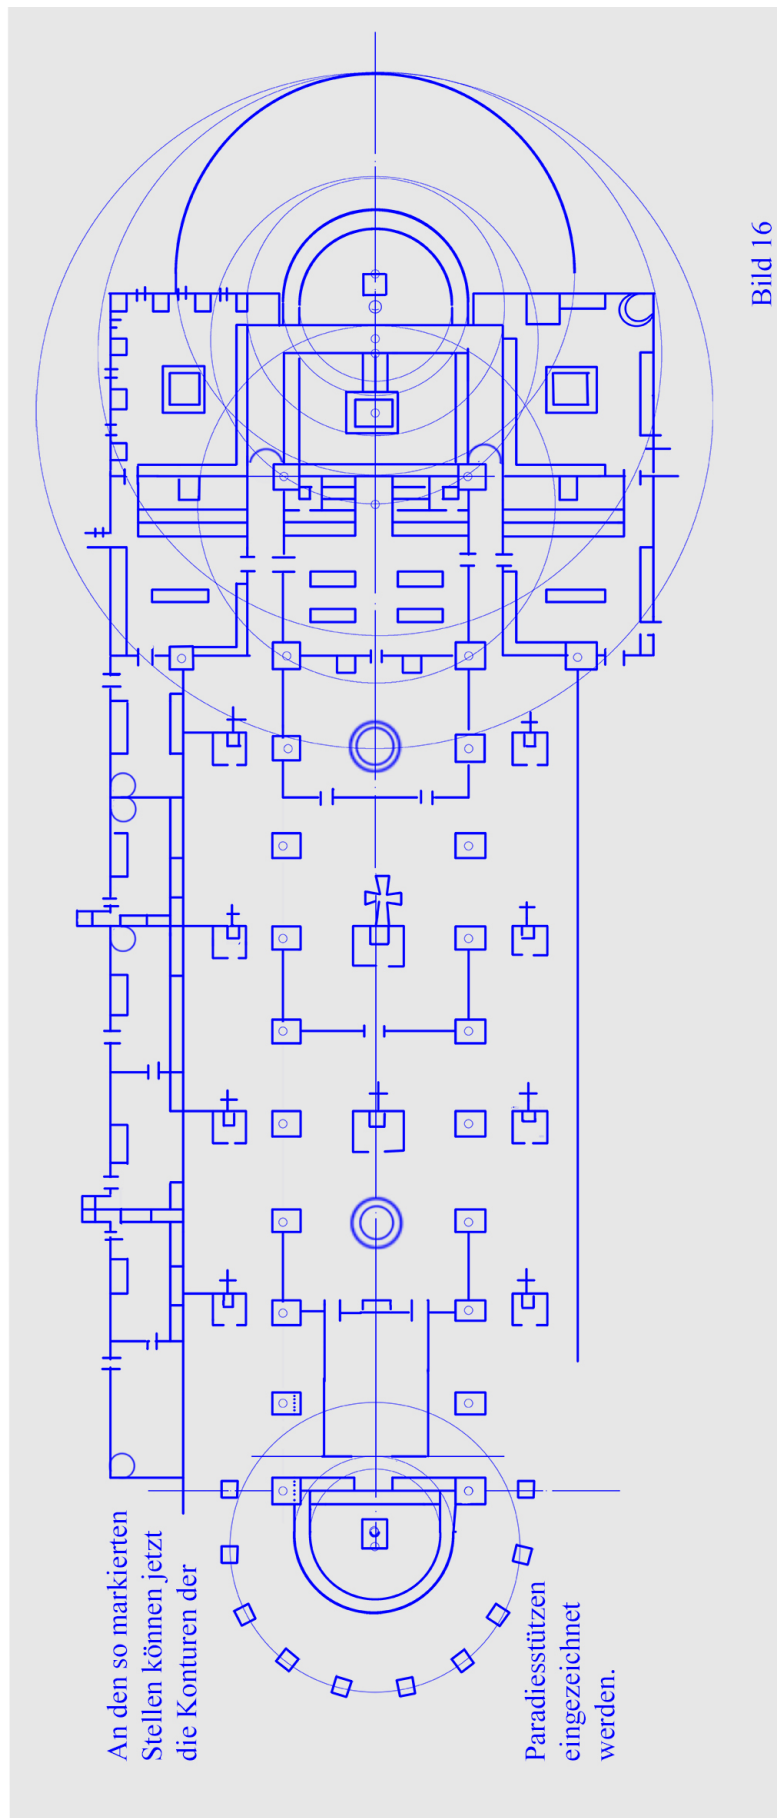 Bild 16
An den so markierten
Stellen können jetzt
die Konturen der
Paradiesstützen
eingezeichnet
werden.